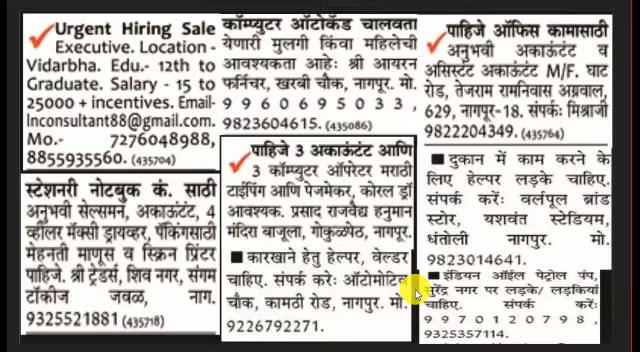 Urgent Hiring Sale
Executive. Location -
Vidarbha. Edu.- 12th to
Graduate. Salary - 15 to
25000 + incentives. Email-
Inconsultant88@gmail.com.
Mo.- 7276048988,
8855935560. (435704)
स्टेशनरी नोटबुक कं. साठी
अनुभवी सेल्समन, अकाऊंटंट, 4
व्हीलर मॅक्सी ड्रायव्हर, पॅकिंगसाठी
मेहनती माणूस व स्क्रिन प्रिंटर
पाहिजे. श्री ट्रेडर्स, शिव नगर, संगम
टॉकीज जवळ, नाग.
9325521881 (435718)
कॉम्प्युटर ऑटोकॅड चालवता
येणारी मुलगी किंवा महिलेची
आवश्यकता आहेः श्री आयरन
फर्निचर, खरबी चौक, नागपूर. मो.
9960695033,
9823604615. (435086)
पाहिजे 3 अकाऊंटंट आणि
3 कॉम्प्युटर ऑपरेटर मराठी
टाईपिंग आणि पेजमेकर, कोरल ड्रॉ
आवश्यक. प्रसाद राजवैद्य हनुमान
मंदिरा बाजूला, गोकुळपेठ, नागपूर.
■ कारखाने हेतु हेल्पर, वेल्डर
चाहिए. संपर्क करेः ऑटोमोटिव
चौक, कामठी रोड, नागपूर. मो.
9226792271.
पाहिजे ऑफिस कामासाठी
अनुभवी अकाऊंटंट व
असिस्टंट अकाऊंटंट M/F. घाट
रोड, तेजराम रामनिवास अग्रवाल,
629, नागपूर-18. संपर्कः मिश्राजी
9822204349. (435764)
■ दुकान में काम करने के
लिए हेल्पर लड़के चाहिए.
संपर्क करेंः वर्लपूल ब्रांड
स्टोर, यशवंत स्टेडियम,
धंतोली नागपुर. मो.
9823014641.
■ इंडियन ऑईल पेट्रोल पंप,
सुरेंद्र नगर पर लड़के/ लड़कियां
चाहिए. संपर्क करेंः
9970120798,
9325357114.